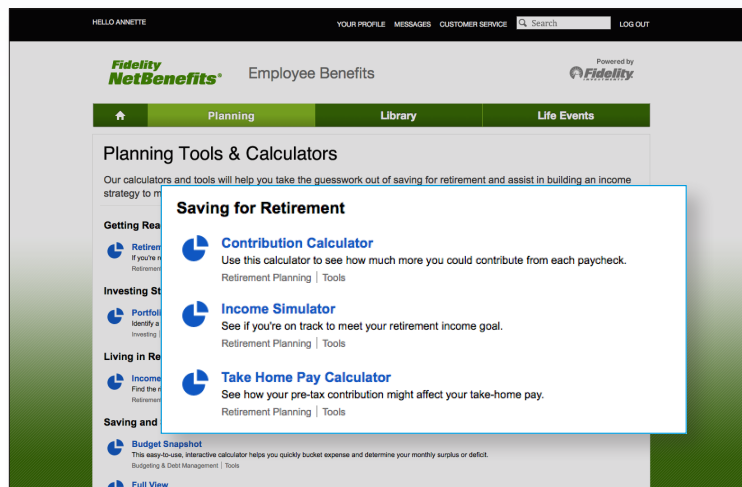 HELLO ANNETTE
YOUR PROFILE MESSAGES CUSTOMER SERVICE Search LOG OUT
Fidelity
NetBenefits®
Employee Benefits
Powered by
Fidelity
INVESTMENTS
Planning Library Life Events
Planning Tools & Calculators
Our calculators and tools will help you take the guesswork out of saving for retirement and assist in building an income
strategy to m
Saving for Retirement
Contribution Calculator
Use this calculator to see how much more you could contribute from each paycheck.
Retirement Planning | Tools
Income Simulator
See if you're on track to meet your retirement income goal.
Retirement Planning | Tools
Take Home Pay Calculator
See how your pre-tax contribution might affect your take-home pay.
Retirement Planning | Tools
Getting Rea
Retirem
If you're n
Retiremen
Investing St
Portfoli
Identify a
Investing |
Living in Re
Income
Find the r
Retiremen
Saving and
Budget Snapshot
This easy-to-use, interactive calculator helps you quickly bucket expense and determine your monthly surplus or deficit.
Budgeting & Debt Management | Tools
Full View